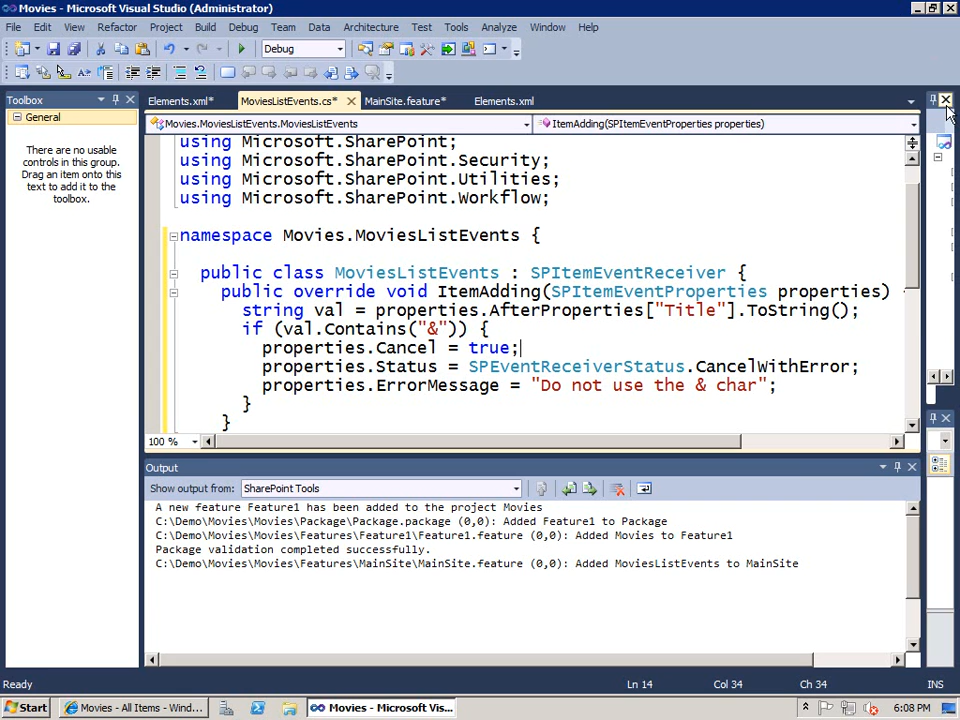 Movies - Microsoft Visual Studio (Administrator)
File Edit View Refactor Project Build Debug Team Data Tools Architecture Test Analyze Window Help
Debug
Toolbox
General
There are no usable
controls in this group.
Drag an item onto this
text to add it to the
toolbox.
Elements.xml* MoviesListEvents.cs* MainSite.feature* Elements.xml
Movies.MoviesListEvents.MoviesListEvents ItemAdding(SPItemEventProperties properties)
using Microsoft.SharePoint;
using Microsoft.SharePoint.Security;
using Microsoft.SharePoint.Utilities;
using Microsoft.SharePoint.Workflow;
namespace Movies.MoviesListEvents {
public class MoviesListEvents : SPItemEventReceiver {
public override void ItemAdding(SPItemEventProperties properties)
string val = properties.AfterProperties["Title"].ToString();
if (val.Contains("&")) {
properties.Cancel = true;
properties.Status = SPEventReceiverStatus.CancelWithError;
properties.ErrorMessage = "Do not use the & char";
}
}
100 %
Output
Show output from: SharePoint Tools
A new feature Feature1 has been added to the project Movies
C:\Demo\Movies\Movies\Package\Package.package (0,0): Added Feature1 to Package
C:\Demo\Movies\Movies\Features\Feature1\Feature1.feature (0,0): Added Movies to Feature1
Package validation completed successfully.
C:\Demo\Movies\Movies\Features\MainSite\MainSite.feature (0,0): Added MoviesListEvents to MainSite
Ready Ln 14 Col 34 Ch 34 INS
Start Movies - All Items - Wind... Movies - Microsoft Vis... 6:08 PM